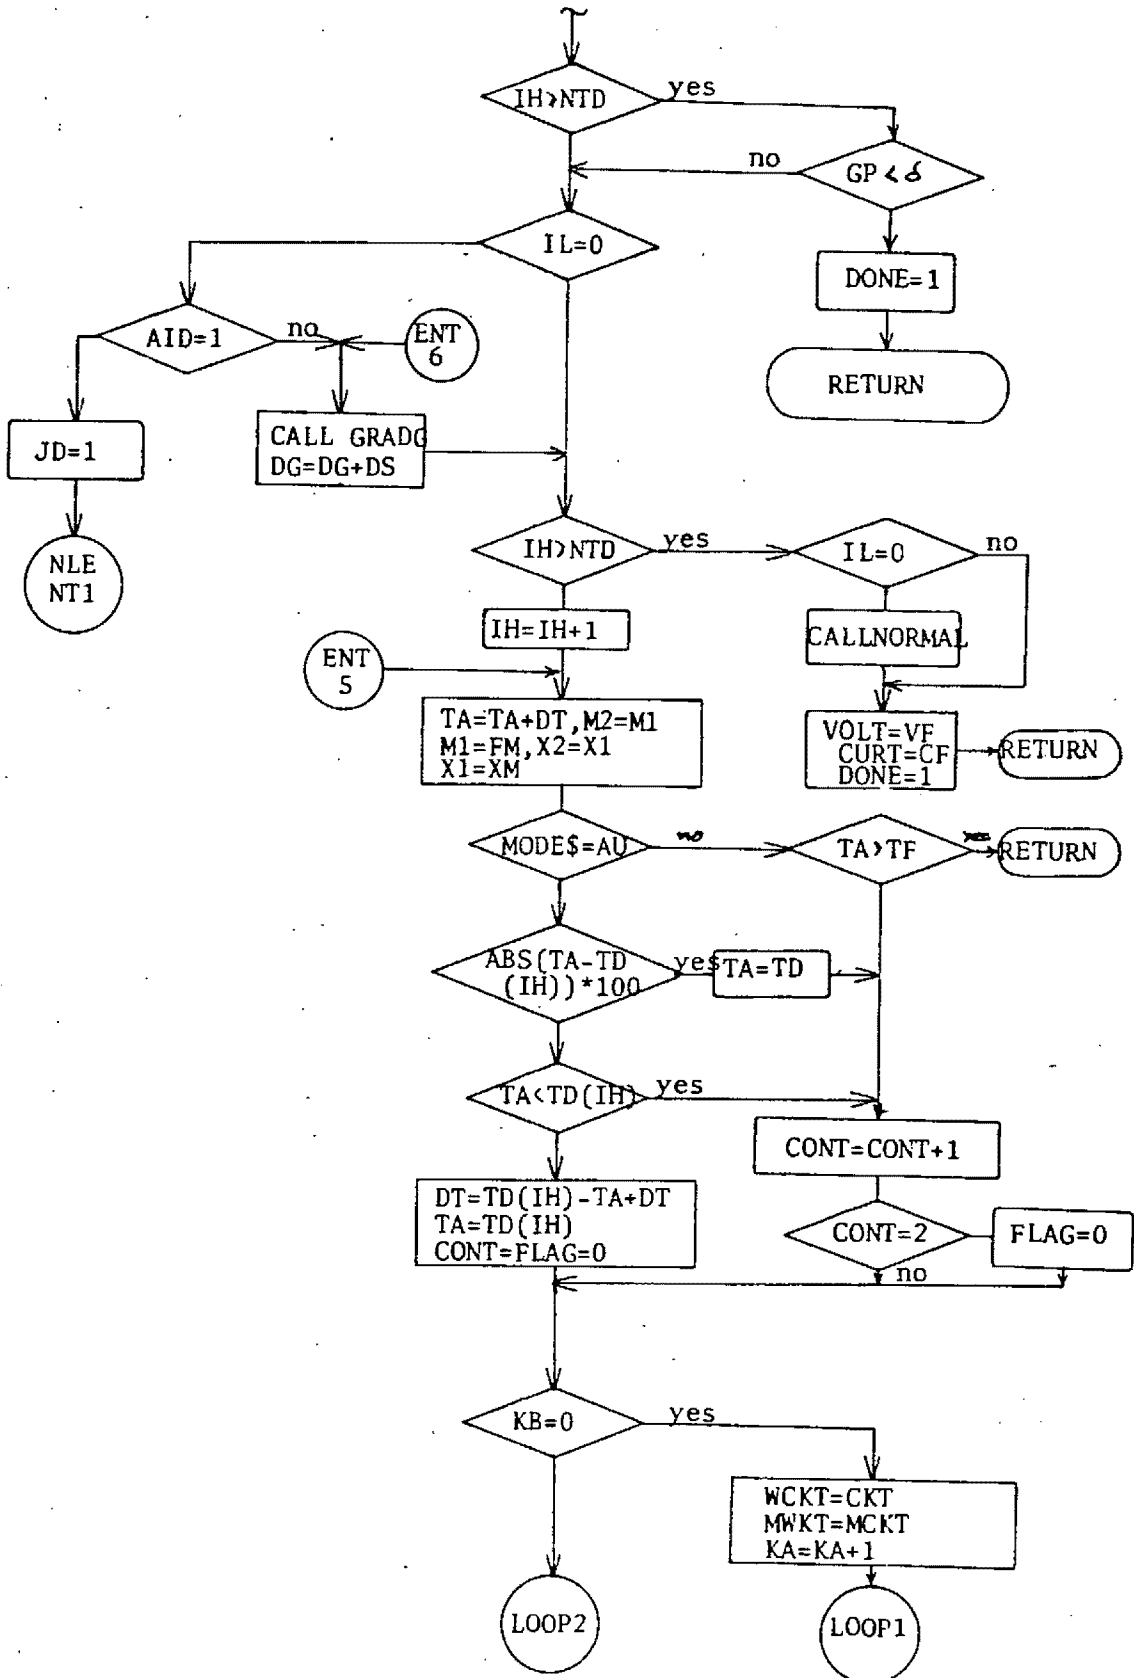 IH>NTD
yes
no
GP<δ
IL=0
DONE=1
AID=1
no
ENT
6
RETURN
JD=1
CALL GRADG
DG=DG+DS
NLE
NT1
IH>NTD
yes
IL=0
no
IH=IH+1
CALLNORMAL
ENT
5
TA=TA+DT,M2=M1
M1=FM,X2=X1
X1=XM
VOLT=VF
CURT=CF
DONE=1
RETURN
MODE$=AU
no
TA>TF
RETURN
ABS(TA-TD
(IH))*100
yes
TA=TD
TA<TD(IH)
yes
CONT=CONT+1
DT=TD(IH)-TA+DT
TA=TD(IH)
CONT=FLAG=0
CONT=2
FLAG=0
no
KB=0
yes
WCKT=CKT
MWKT=MCKT
KA=KA+1
LOOP2
LOOP1